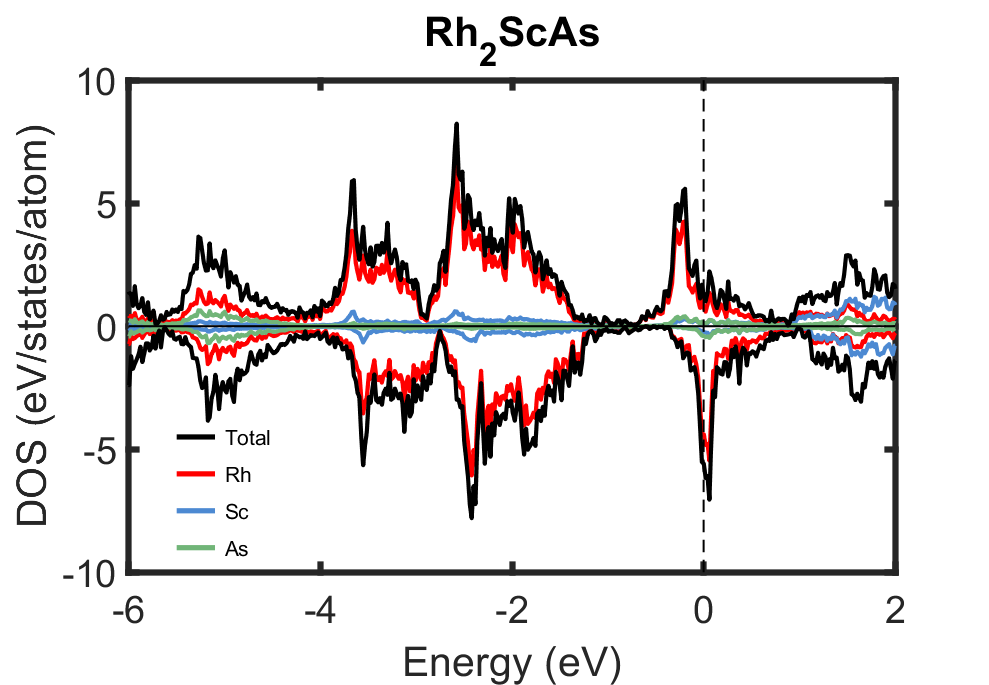 Rh₂ScAs
DOS (eV/states/atom)
10
5
0
-5
-10
Total
Rh
Sc
As
-6 -4 -2 0 2
Energy (eV)